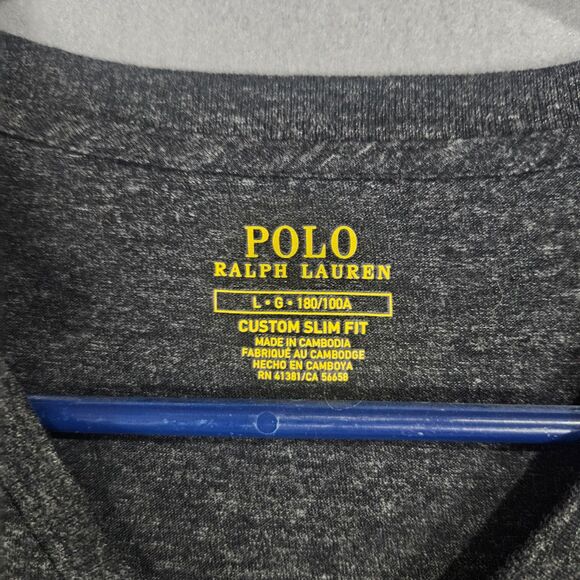 POLO
RALPH LAUREN
L • G • 180/100A
CUSTOM SLIM FIT
MADE IN CAMBODIA
FABRIQUÉ AU CAMBODGE
HECHO EN CAMBOYA
RN 41381/CA 56658